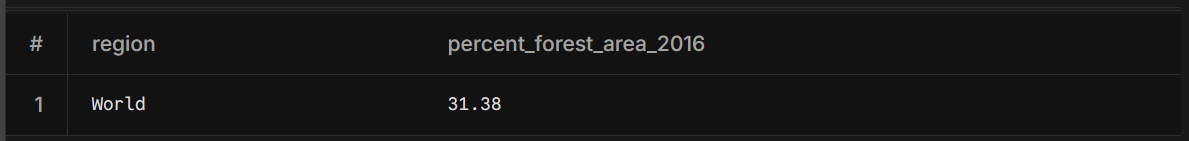 # region percent_forest_area_2016
1 World 31.38